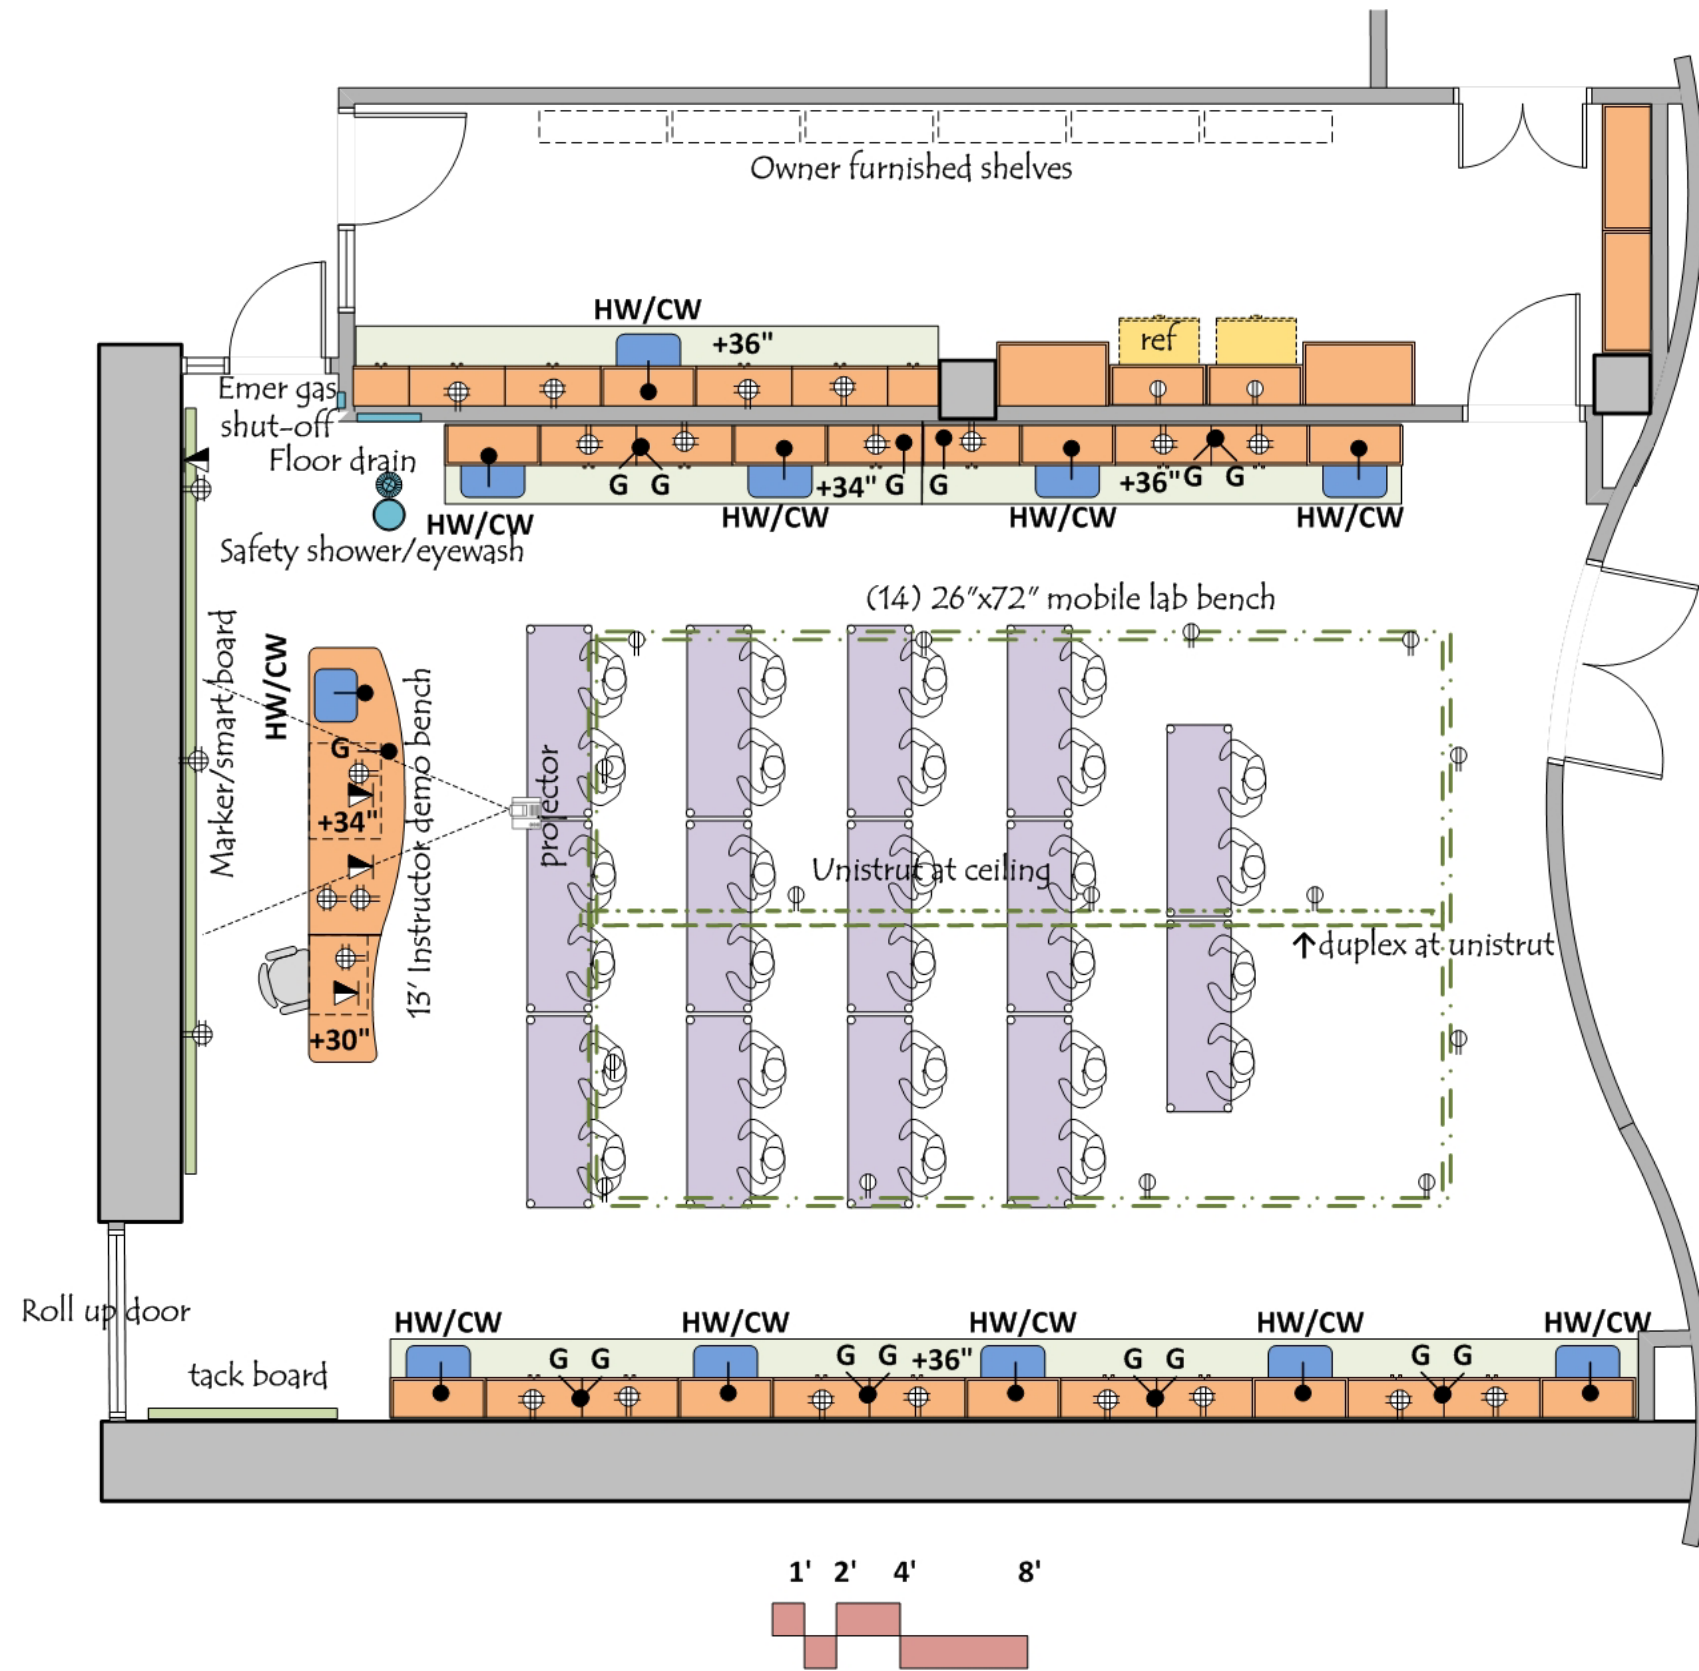 Owner furnished shelves
HW/CW
+36"
ref
Emer gas
shut-off
Floor drain
G G
+34" G
G
+36" G G
HW/CW
HW/CW
HW/CW
HW/CW
Safety shower/eyewash
(14) 26"x72" mobile lab bench
Marker/smart board
HW/CW
G
+34"
+30"
13' Instructor demo bench
projector
Unistrut at ceiling
↑duplex at unistrut
Roll up door
tack board
HW/CW
HW/CW
HW/CW
HW/CW
HW/CW
G G
G G
+36"
G G
G G
1' 2' 4' 8'